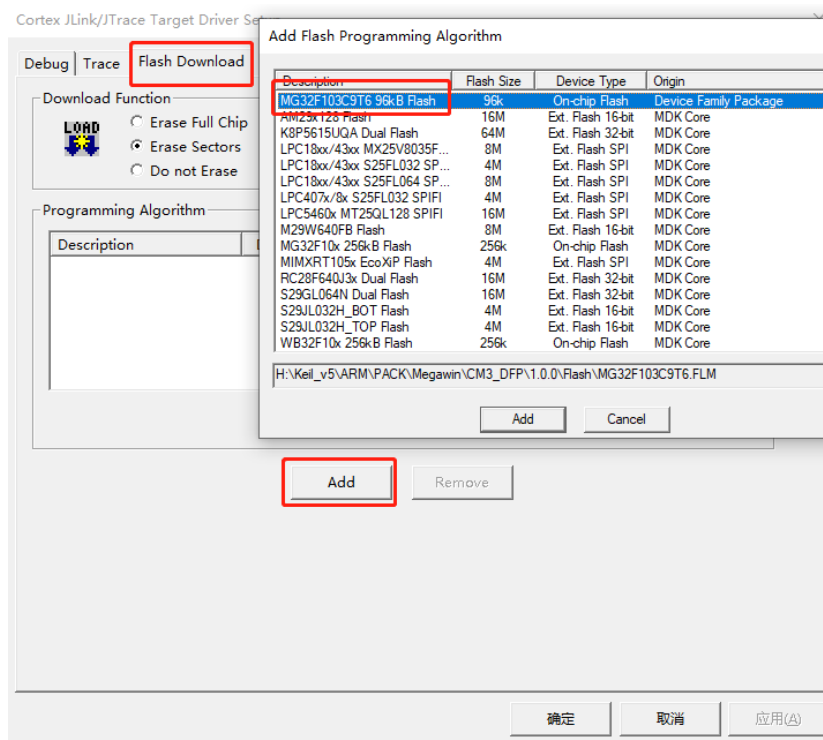 Cortex JLink/JTrace Target Driver Se
Debug Trace Flash Download
Download Function
LOAD
Erase Full Chip
Erase Sectors
Do not Erase
Programming Algorithm
Description
Add Flash Programming Algorithm
Description Flash Size Device Type Origin
MG32F103C9T6 96kB Flash 96k On-chip Flash Device Family Package
AM29x128 Flash 16M Ext. Flash 16-bit MDK Core
K8P5615UQA Dual Flash 64M Ext. Flash 32-bit MDK Core
LPC18xx/43xx MX25V8035F... 8M Ext. Flash SPI MDK Core
LPC18xx/43xx S25FL032 SP... 4M Ext. Flash SPI MDK Core
LPC18xx/43xx S25FL064 SP... 8M Ext. Flash SPI MDK Core
LPC407x/8x S25FL032 SPIFI 4M Ext. Flash SPI MDK Core
LPC5460x MT25QL128 SPIFI 16M Ext. Flash SPI MDK Core
M29W640FB Flash 8M Ext. Flash 16-bit MDK Core
MG32F10x 256kB Flash 256k On-chip Flash MDK Core
MIMXRT105x EcoXiP Flash 4M Ext. Flash SPI MDK Core
RC28F640J3x Dual Flash 16M Ext. Flash 32-bit MDK Core
S29GL064N Dual Flash 16M Ext. Flash 32-bit MDK Core
S29JL032H_BOT Flash 4M Ext. Flash 16-bit MDK Core
S29JL032H_TOP Flash 4M Ext. Flash 16-bit MDK Core
WB32F10x 256kB Flash 256k On-chip Flash MDK Core
H:\Keil_v5\ARM\PACK\Megawin\CM3_DFP\1.0.0\Flash\MG32F103C9T6.FLM
Add Cancel
Add Remove
确定 取消 应用(A)